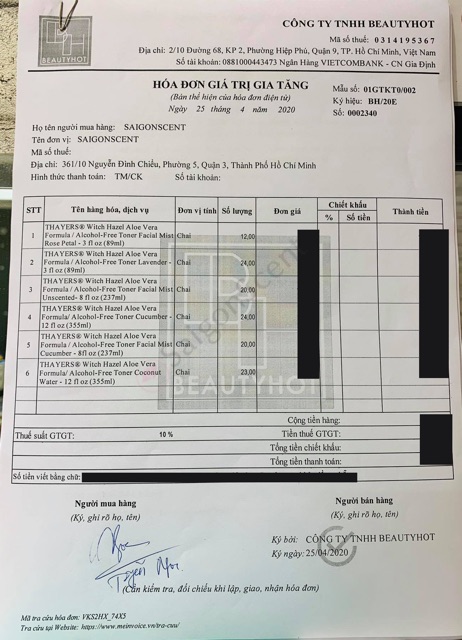 BEAUTYHOT
CÔNG TY TNHH BEAUTYHOT
Mã số thuế: 0314195367
Địa chỉ: 2/10 Đường 68, KP 2, Phường Hiệp Phú, Quận 9, TP. Hồ Chí Minh, Việt Nam
Số tài khoản: 0881000443473 Ngân Hàng VIETCOMBANK - CN Gia Định
HÓA ĐƠN GIÁ TRỊ GIA TĂNG
(Bản thể hiện của hóa đơn điện tử)
Ngày 25 tháng 4 năm 2020
Mẫu số: 01GTKT0/002
Ký hiệu: BH/20E
Số: 0002340
Họ tên người mua hàng: SAIGONSCENT
Tên đơn vị: SAIGONSCENT
Mã số thuế:
Địa chỉ: 361/10 Nguyễn Đình Chiểu, Phường 5, Quận 3, Thành Phố Hồ Chí Minh
Hình thức thanh toán: TM/CK Số tài khoản:
STT Tên hàng hóa, dịch vụ Đơn vị tính Số lượng Đơn giá Chiết khấu Thành tiền
% Số tiền
1 THAYERS® Witch Hazel Aloe Vera
Formula / Alcohol-Free Toner Facial Mist Chai 12,00
Rose Petal - 3 fl oz (89ml)
2 THAYERS® Witch Hazel Aloe Vera
Formula / Alcohol-Free Toner Lavender - Chai 24,00
3 fl oz (89ml)
3 THAYERS® Witch Hazel Aloe Vera
Formula / Alcohol-Free Toner Facial Mist Chai 20,00
Unscented- 8 fl oz (237ml)
4 THAYERS® Witch Hazel Aloe Vera
Formula / Alcohol-Free Toner Cucumber - Chai 24,00
12 fl oz (355ml)
5 THAYERS® Witch Hazel Aloe Vera
Formula / Alcohol-Free Toner Facial Mist Chai 20,00
Cucumber - 8fl oz (237ml)
6 THAYERS® Witch Hazel Aloe Vera
Formula/ Alcohol-Free Toner Coconut Chai 23,00
Water - 12 fl oz (355ml)
BEAUTYHOT
Saigonscent
Cộng tiền hàng:
Thuế suất GTGT: 10 % Tiền thuế GTGT:
Tổng tiền chiết khấu:
Tổng tiền thanh toán:
Số tiền viết bằng chữ:
Người mua hàng
(Ký, ghi rõ họ, tên)
Người bán hàng
(Ký, ghi rõ họ, tên)
Ký bởi: CÔNG TY TNHH BEAUTYHOT
Ký ngày: 25/04/2020
(Cần kiểm tra, đối chiếu khi lập, giao, nhận hóa đơn)
Mã tra cứu hóa đơn: VKS2HX_74X5
Tra cứu tại Website: https://www.meinvoice.vn/tra-cuu/